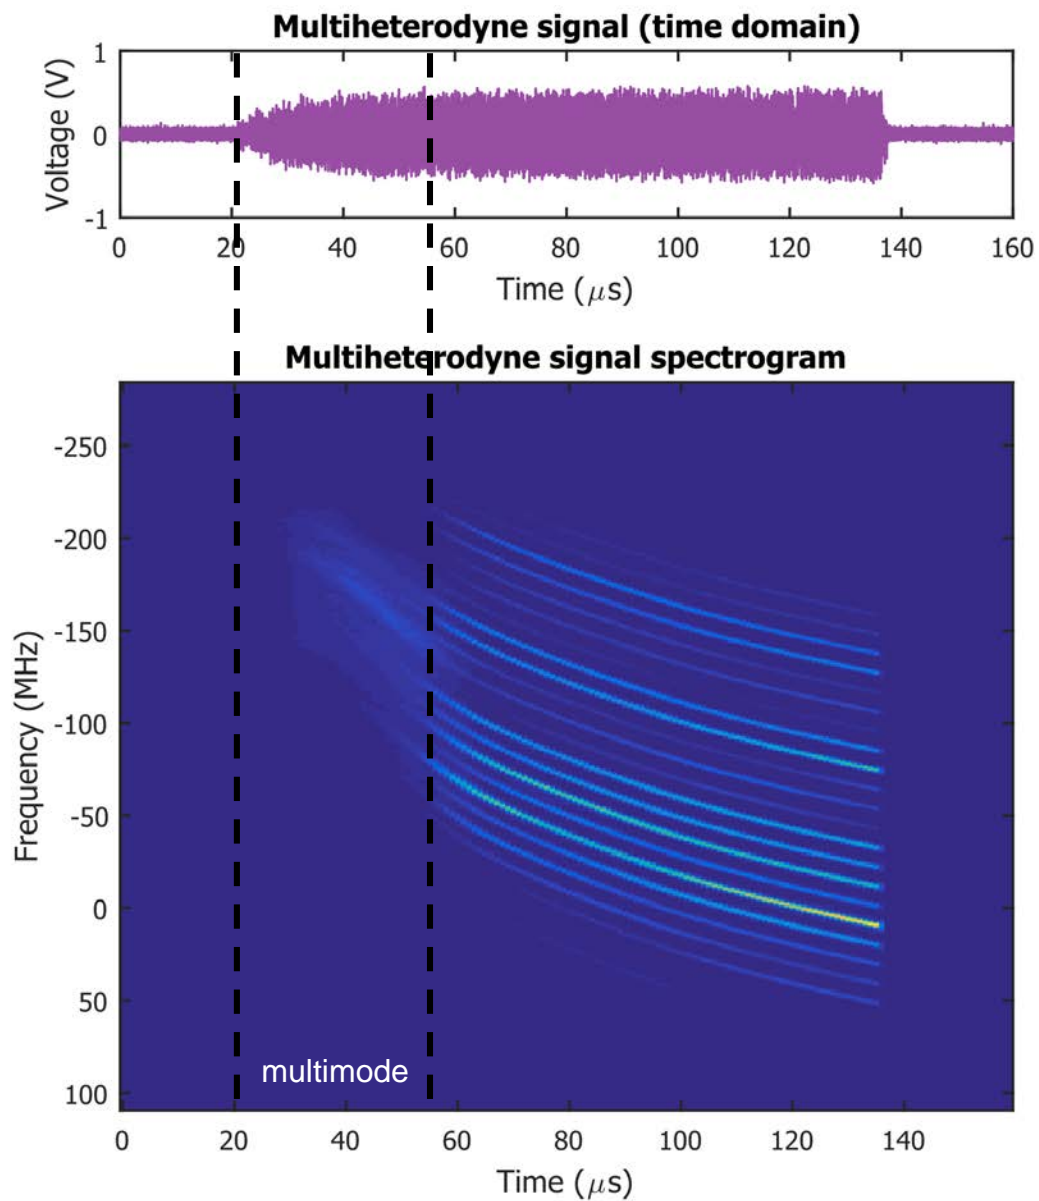 Multiheterodyne signal (time domain)
1
0
-1
Voltage (V)
0 20 40 60 80 100 120 140 160
Time (μs)
Multiheterodyne signal spectrogram
-250
-200
-150
-100
-50
0
50
100
Frequency (MHz)
multimode
0 20 40 60 80 100 120 140
Time (μs)